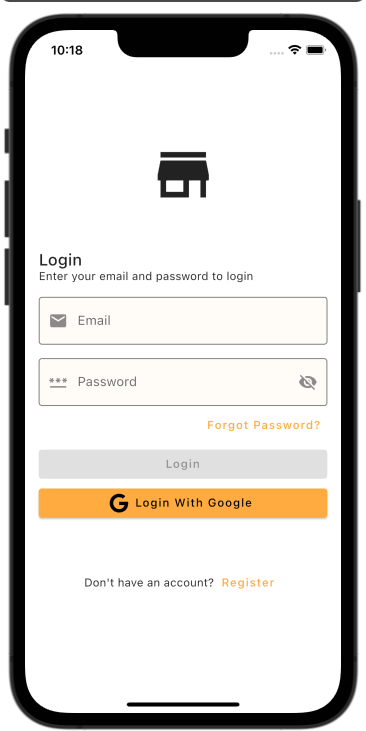 10:18
Login
Enter your email and password to login
Email
*** Password
Forgot Password?
Login
G Login With Google
Don't have an account? Register